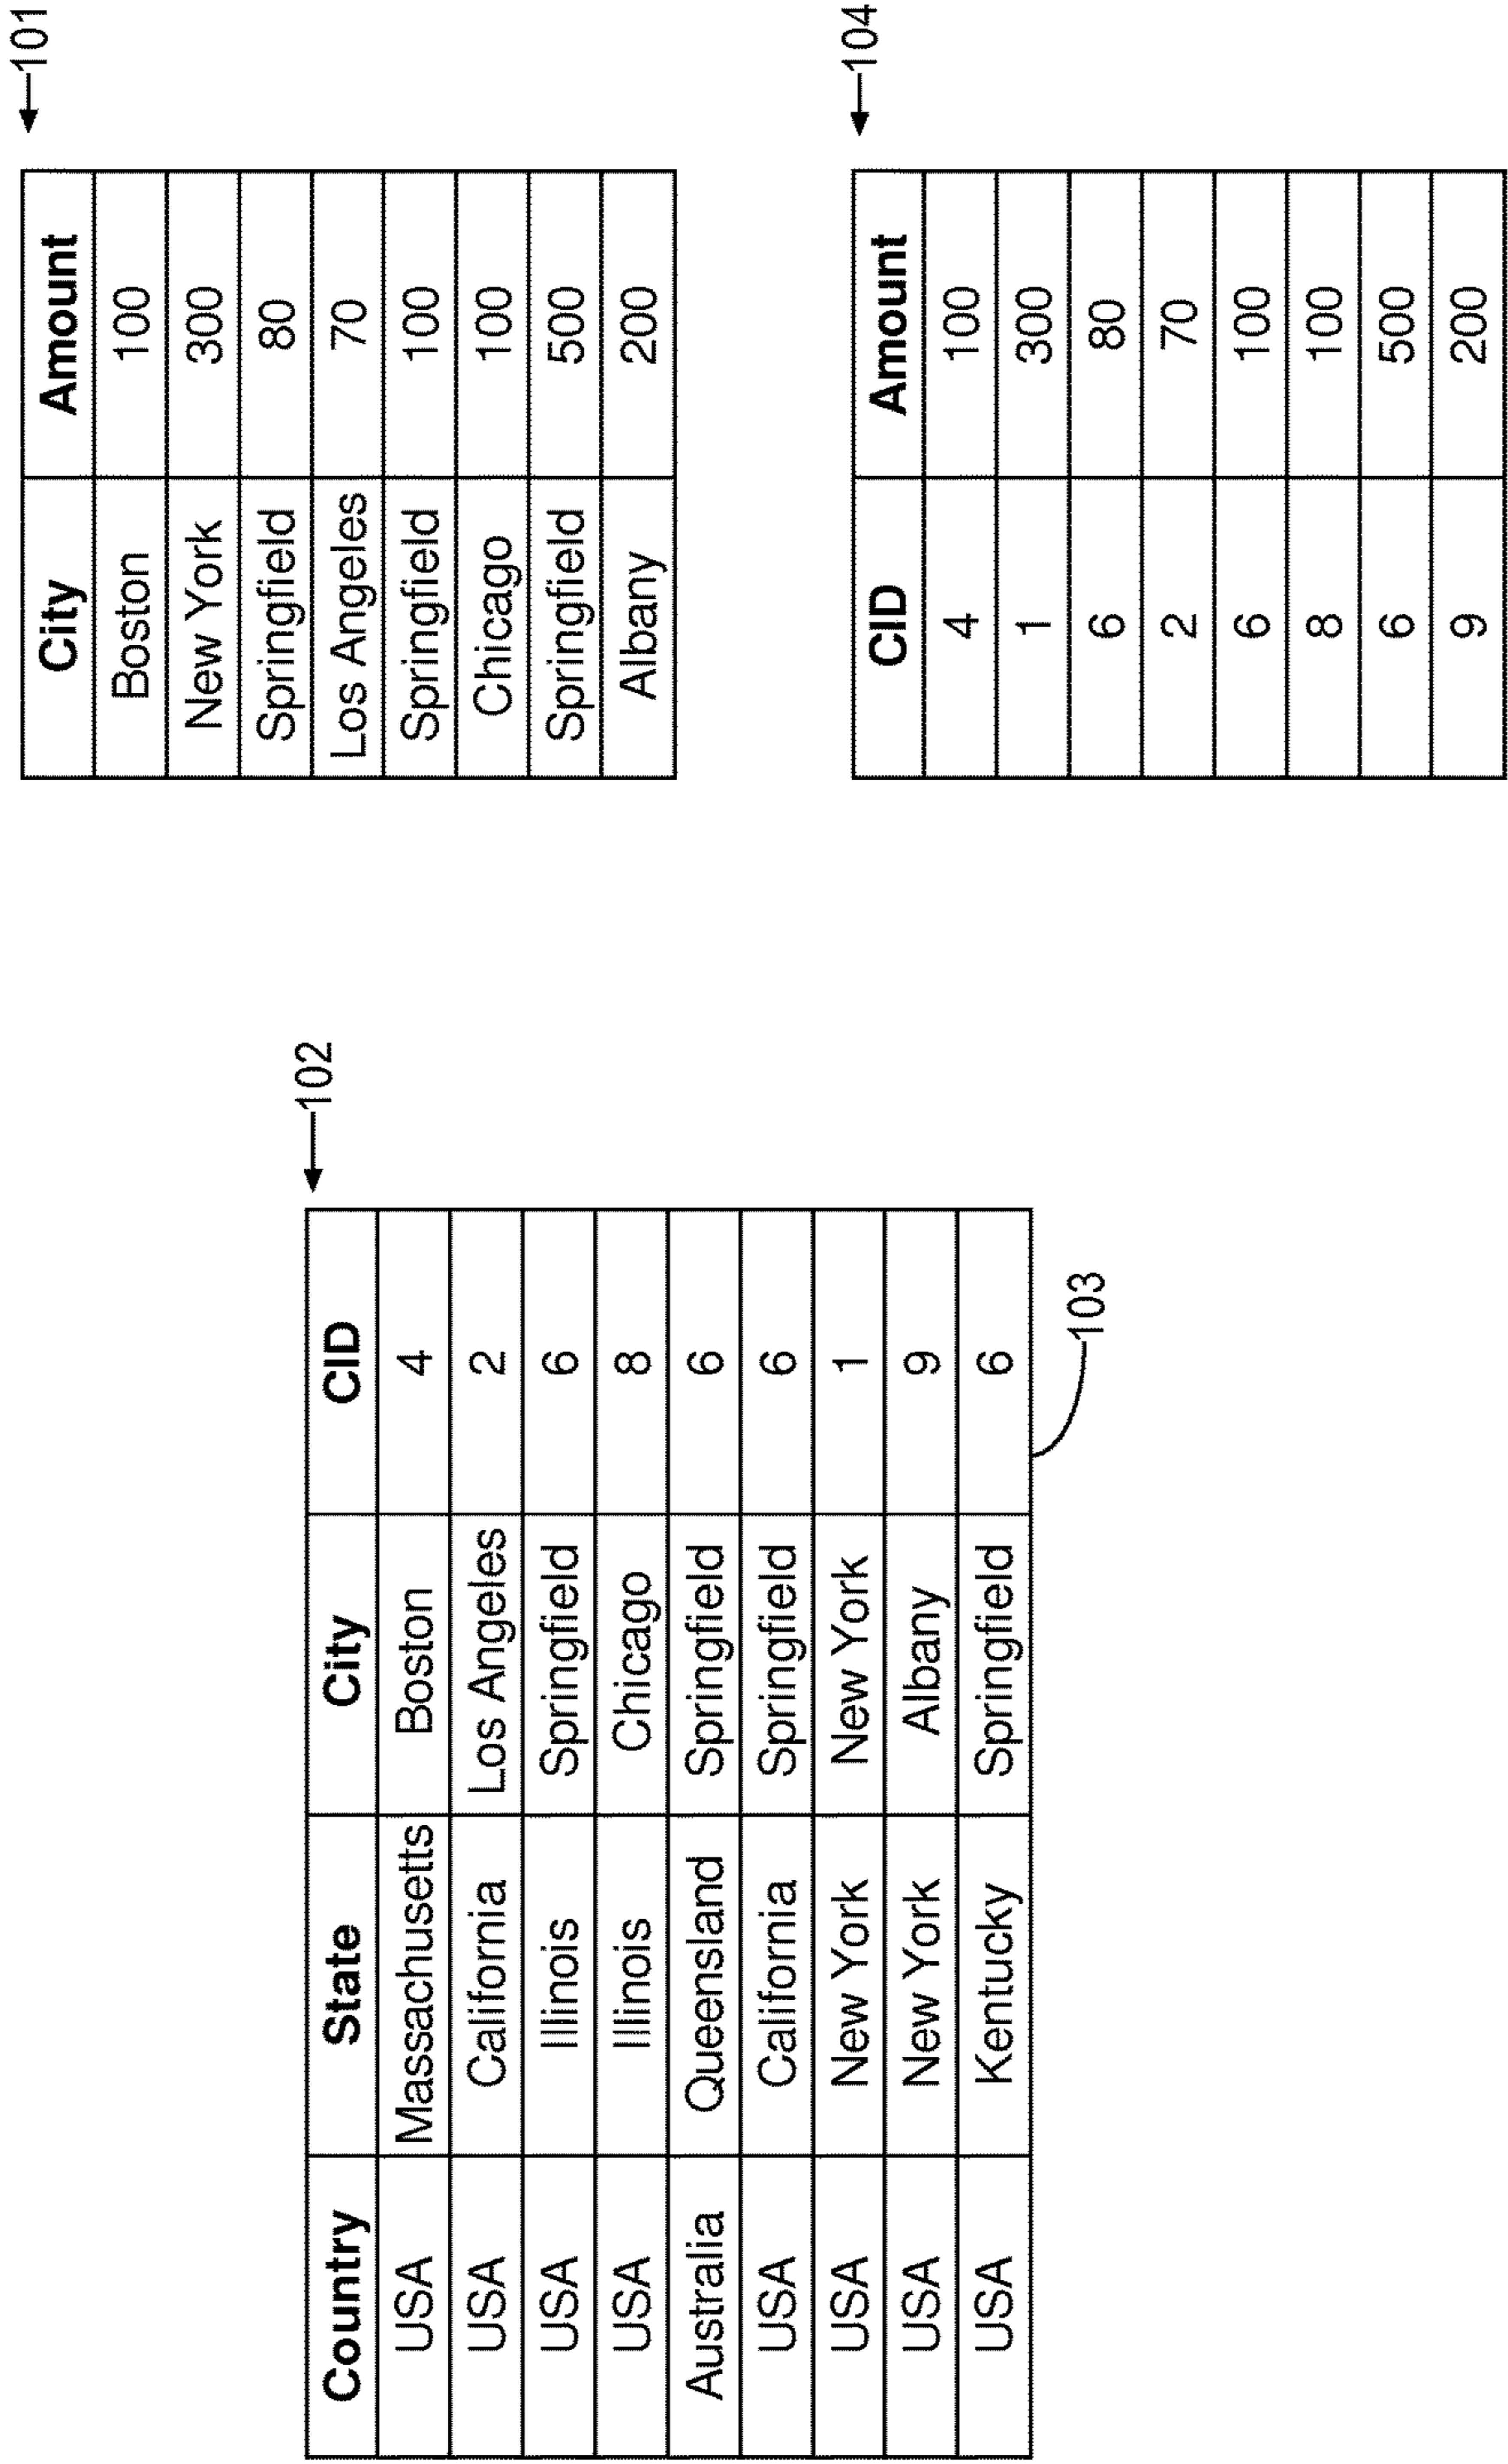 Country State City CID
USA Massachusetts Boston 4
USA California Los Angeles 2
USA Illinois Springfield 6
USA Illinois Chicago 8
Australia Queensland Springfield 6
USA California Springfield 6
USA New York New York 1
USA New York Albany 9
USA Kentucky Springfield 6
102
103
City Amount
Boston 100
New York 300
Springfield 80
Los Angeles 70
Springfield 100
Chicago 100
Springfield 500
Albany 200
101
CID Amount
4 100
1 300
6 80
2 70
6 100
8 100
6 500
9 200
104